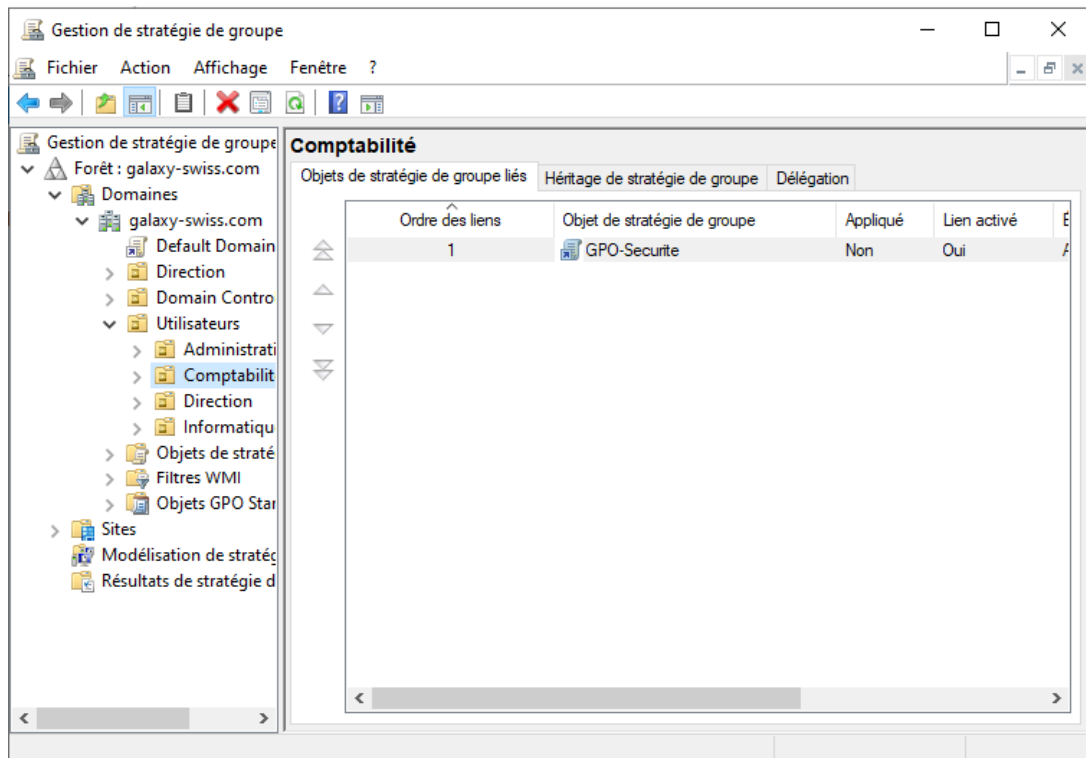 Gestion de stratégie de groupe
Fichier Action Affichage Fenêtre ?
Gestion de stratégie de groupe
Forêt : galaxy-swiss.com
Domaines
galaxy-swiss.com
Default Domain
Direction
Domain Contro
Utilisateurs
Administrati
Comptabilit
Direction
Informatiqu
Objets de straté
Filtres WMI
Objets GPO Star
Sites
Modélisation de stratég
Résultats de stratégie d
Comptabilité
Objets de stratégie de groupe liés Héritage de stratégie de groupe Délégation
Ordre des liens Objet de stratégie de groupe Appliqué Lien activé
1 GPO-Securite Non Oui